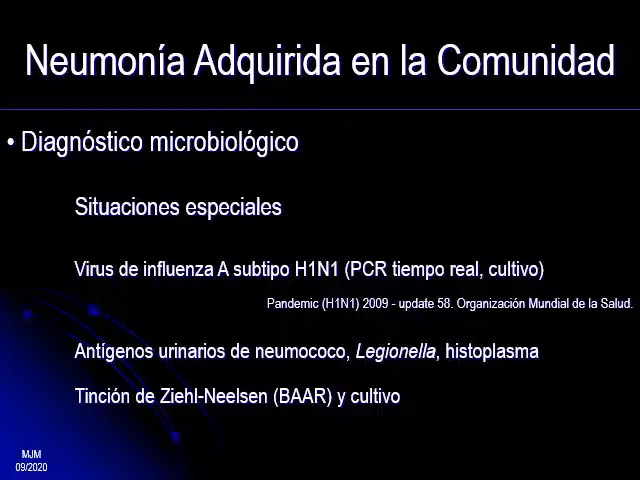 Neumonía Adquirida en la Comunidad
• Diagnóstico microbiológico
Situaciones especiales
Virus de influenza A subtipo H1N1 (PCR tiempo real, cultivo)
Pandemic (H1N1) 2009 - update 58. Organización Mundial de la Salud.
Antígenos urinarios de neumococo, Legionella, histoplasma
Tinción de Ziehl-Neelsen (BAAR) y cultivo
MJM
09/2020